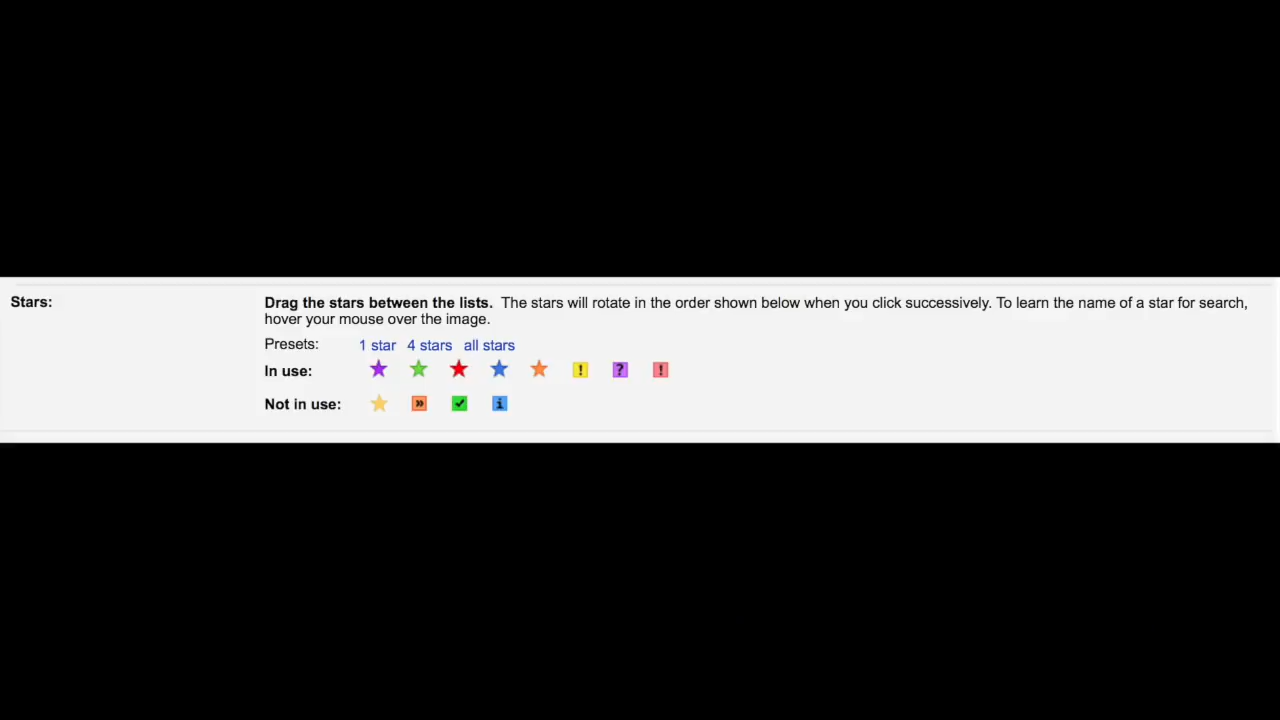 Stars:
Drag the stars between the lists.  The stars will rotate in the order shown below when you click successively. To learn the name of a star for search,
hover your mouse over the image.
Presets: 1 star 4 stars all stars
In use: ! ? !
Not in use: » ✓ i